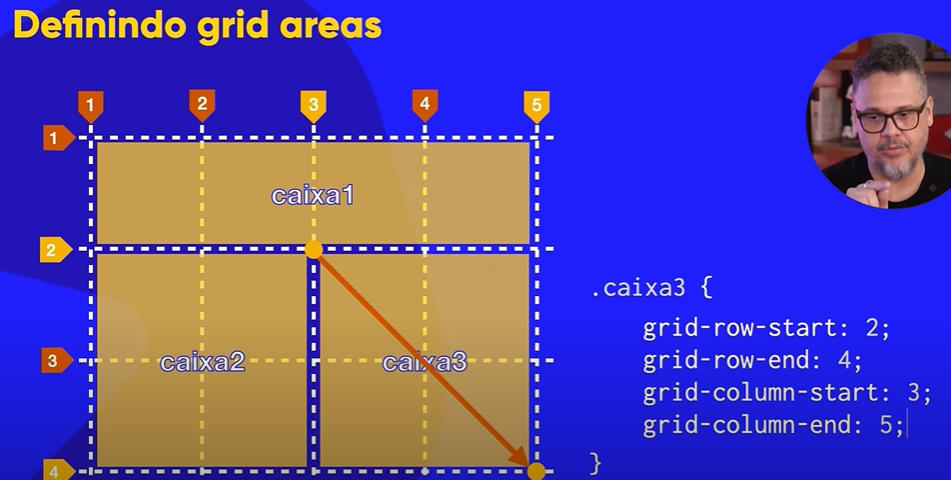 Definindo grid areas
1 2 3 4 5
1
caixa1
2
.caixa3 {
grid-row-start: 2;
grid-row-end: 4;
grid-column-start: 3;
grid-column-end: 5;
}
3
caixa2 caixa3
4